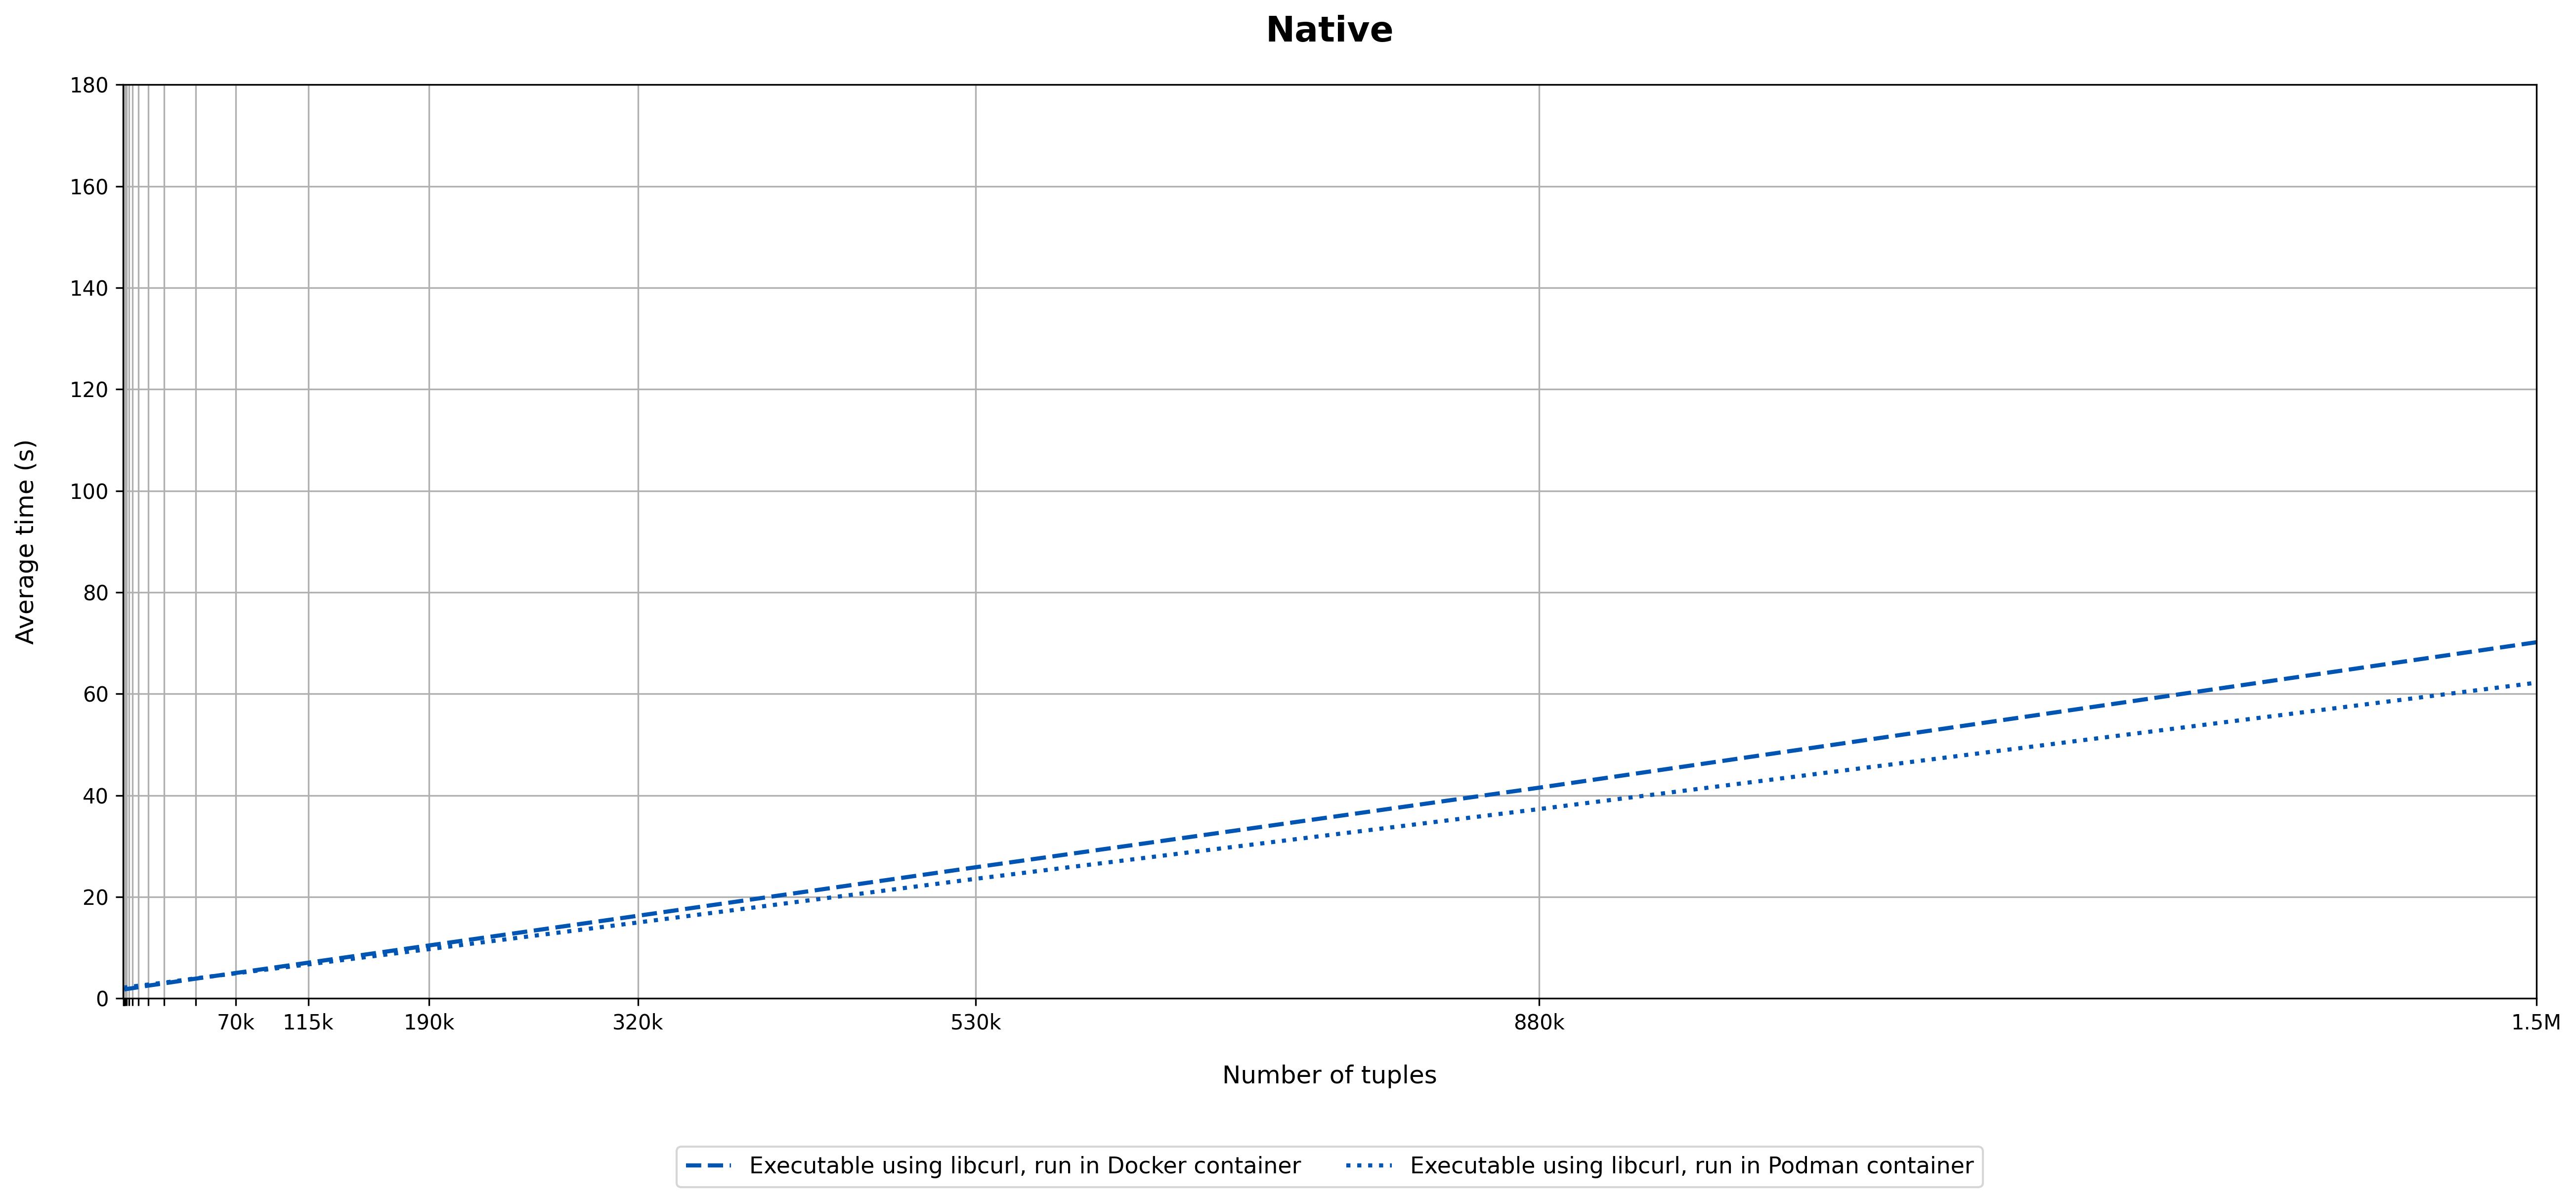 Native
180
160
140
120
100
80
60
40
20
0
Average time (s)
70k 115k 190k 320k 530k 880k 1.5M
Number of tuples
Executable using libcurl, run in Docker container Executable using libcurl, run in Podman container